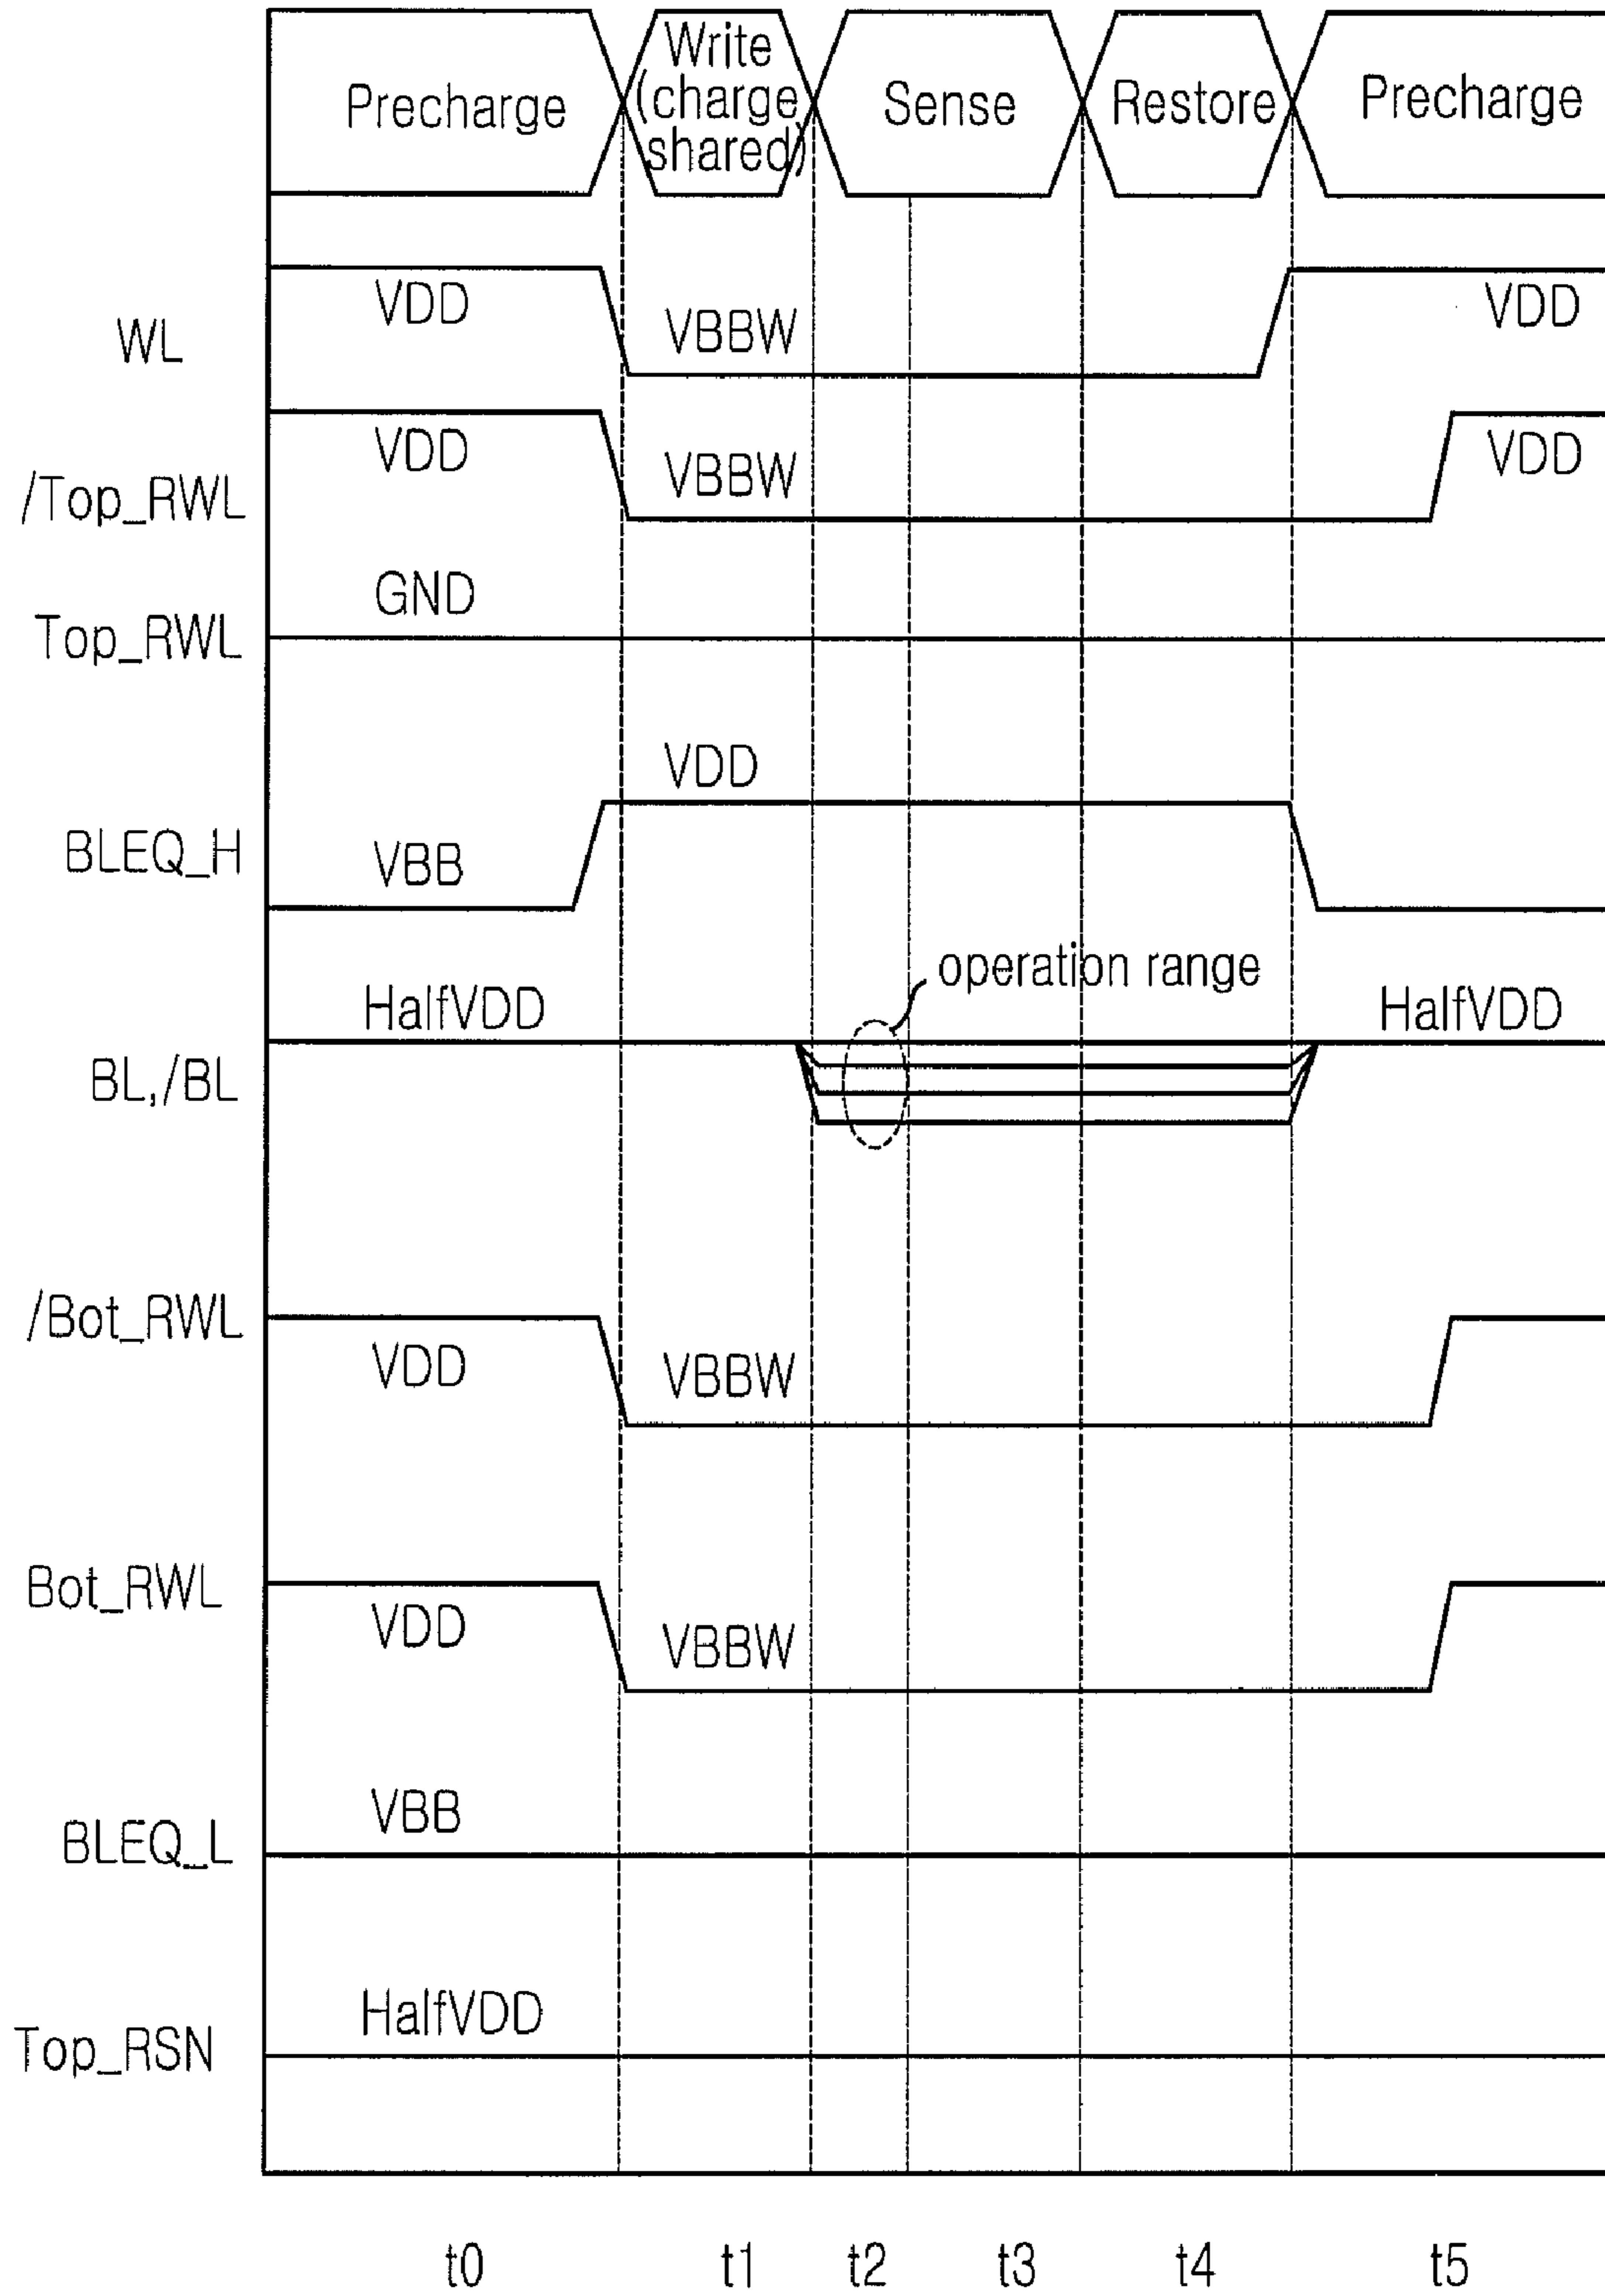 Precharge
Write
(charge
shared)
Sense
Restore
Precharge
WL
VDD
VBBW
VDD
/Top_RWL
VDD
VBBW
VDD
Top_RWL
GND
BLEQ_H
VBB
VDD
operation range
BL,/BL
HalfVDD
HalfVDD
/Bot_RWL
VDD
VBBW
Bot_RWL
VDD
VBBW
BLEQ_L
VBB
Top_RSN
HalfVDD
t0 t1 t2 t3 t4 t5